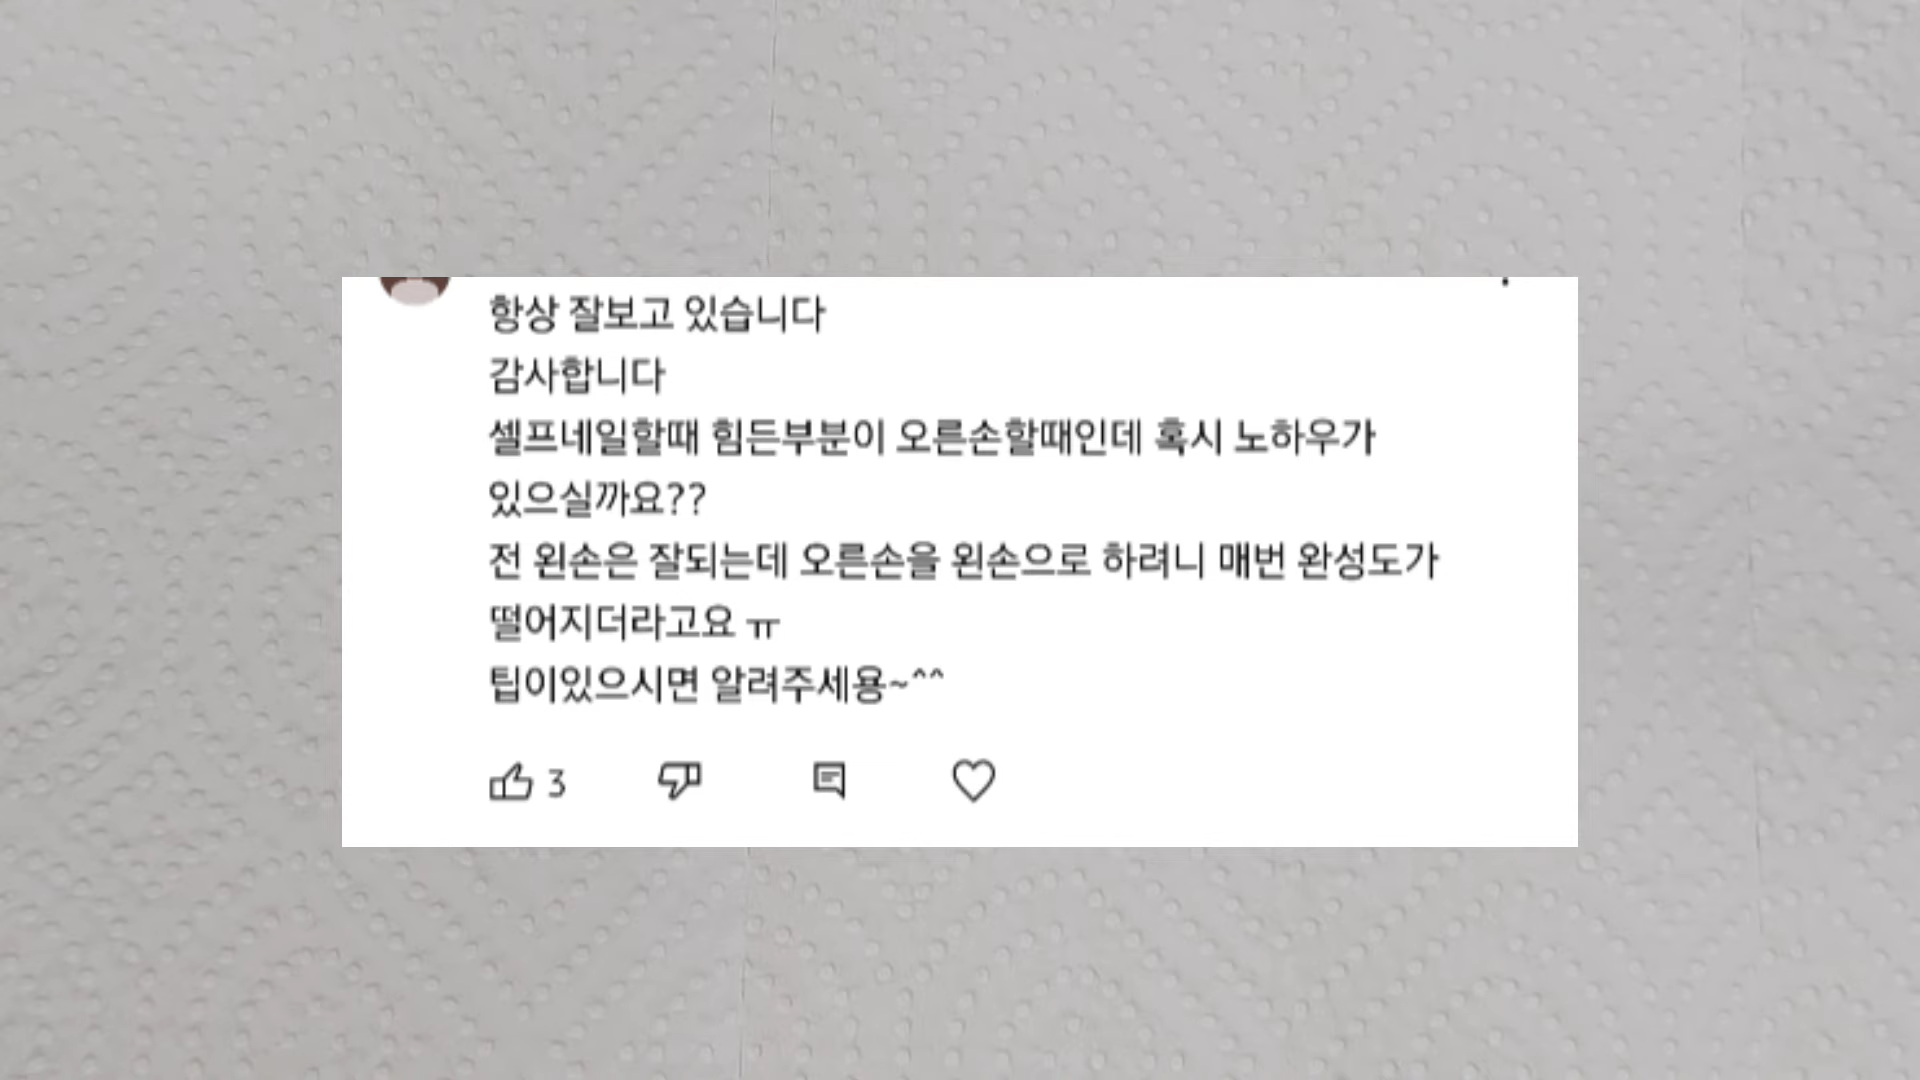 항상 잘보고 있습니다
감사합니다
셀프네일할때 힘든부분이 오른손할때인데 혹시 노하우가
있으실까요??
전 왼손은 잘되는데 오른손을 왼손으로 하려니 매번 완성도가
떨어지더라고요 ㅠ
팁이있으시면 알려주세용~^^
3